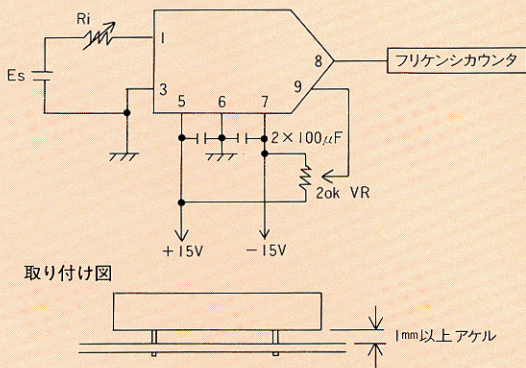 Ri
1
Es
3
5
6
7
8
9
フリケンシカウンタ
2×100μF
20k VR
+15V
−15V
取り付け図
1mm以上アケル